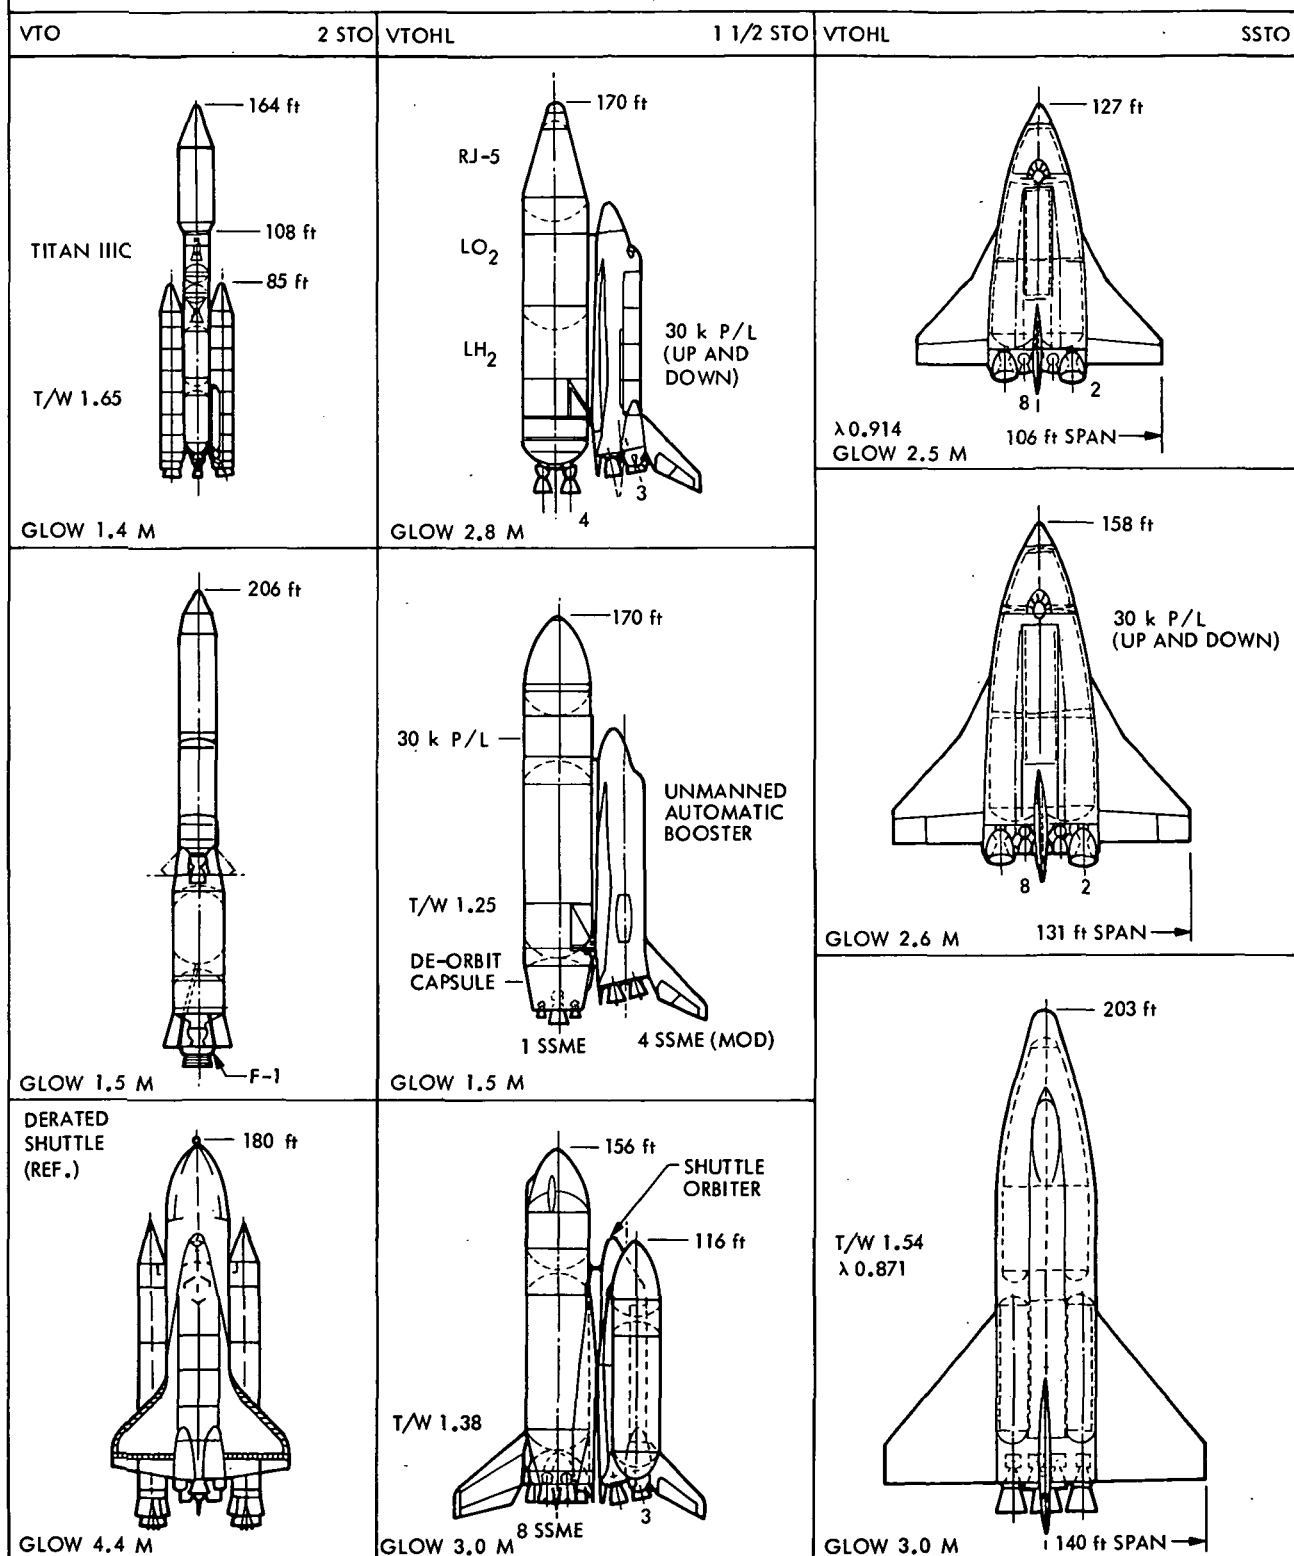 VTO 2 STO
164 ft
108 ft
TITAN IIIC
85 ft
T/W 1.65
GLOW 1.4 M
206 ft
F-1
GLOW 1.5 M
DERATED
SHUTTLE
(REF.)
180 ft
GLOW 4.4 M
VTOHL 1 1/2 STO
170 ft
RJ-5
LO2
LH2
30 k P/L
(UP AND
DOWN)
3
4
GLOW 2.8 M
170 ft
30 k P/L
UNMANNED
AUTOMATIC
BOOSTER
T/W 1.25
DE-ORBIT
CAPSULE
1 SSME 4 SSME (MOD)
GLOW 1.5 M
156 ft
SHUTTLE
ORBITER
116 ft
T/W 1.38
8 SSME 3
GLOW 3.0 M
VTOHL SSTO
127 ft
8 2
λ 0.914
106 ft SPAN
GLOW 2.5 M
158 ft
30 k P/L
(UP AND DOWN)
8 2
GLOW 2.6 M 131 ft SPAN
203 ft
T/W 1.54
λ 0.871
GLOW 3.0 M 140 ft SPAN